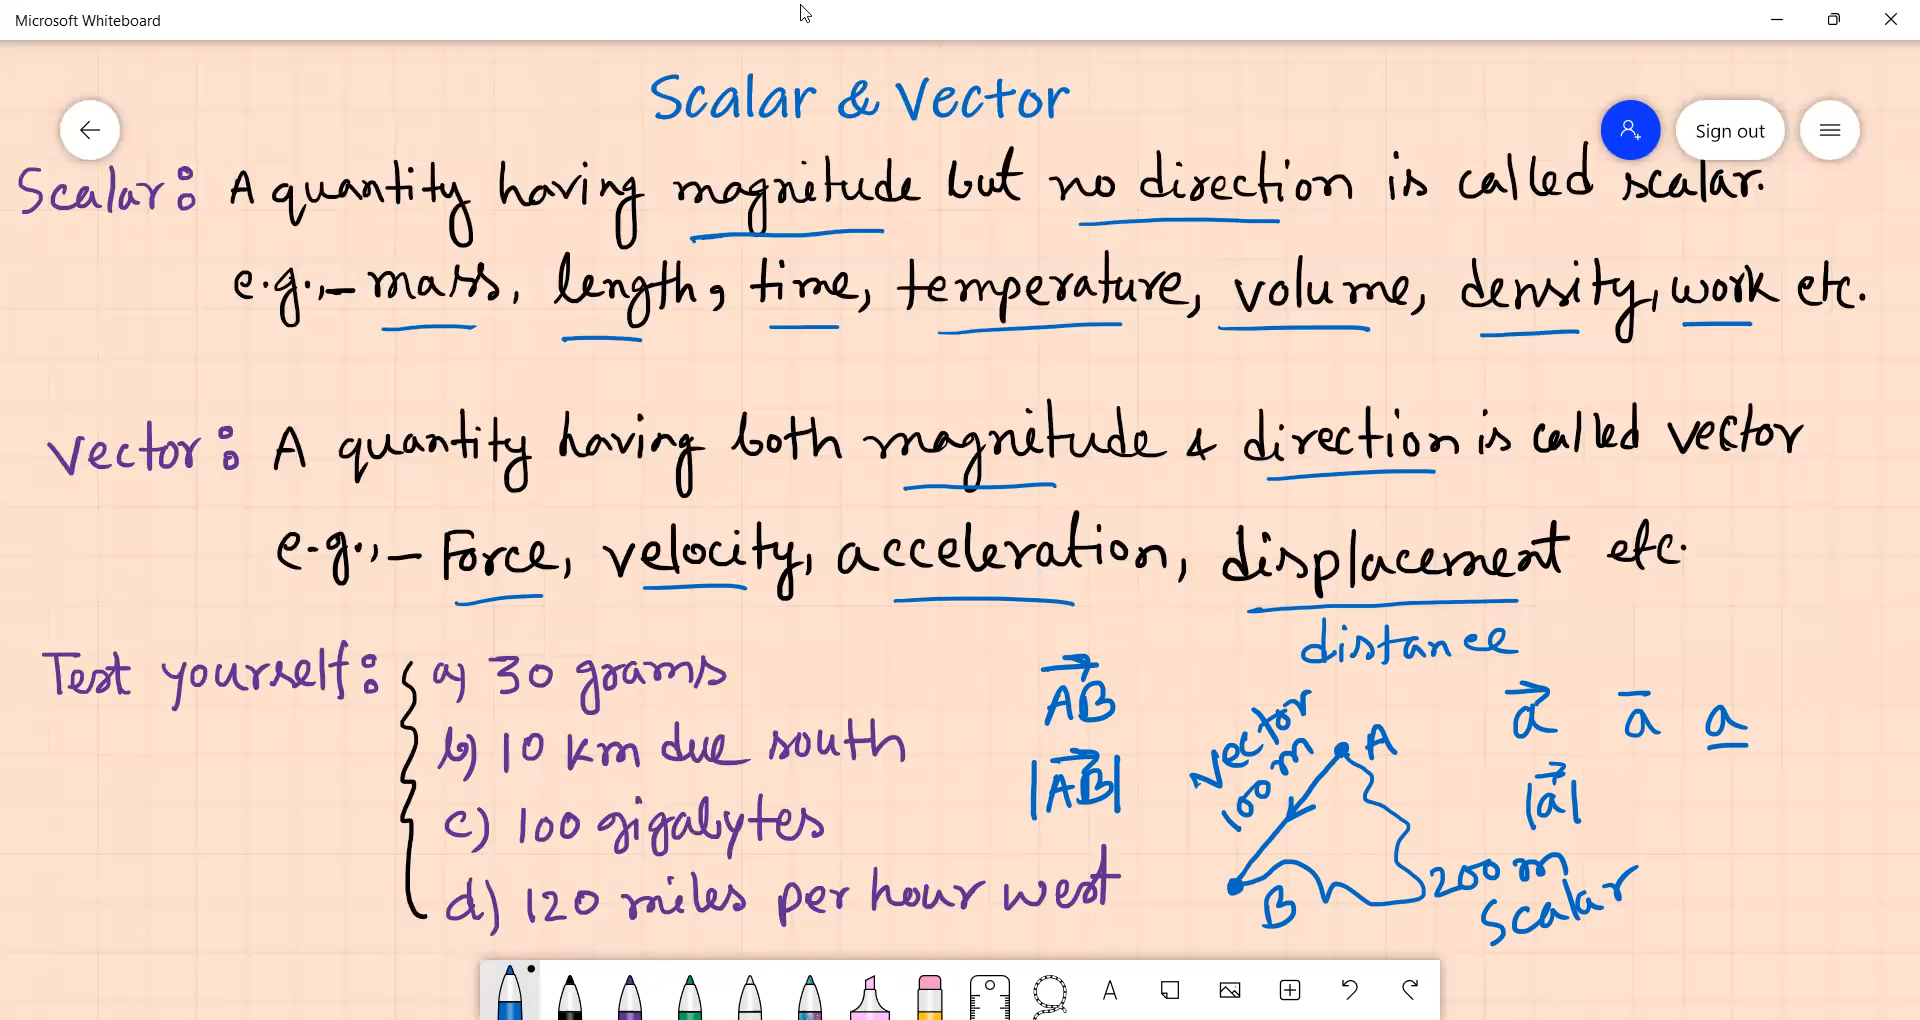 Microsoft Whiteboard
Scalar & Vector
Sign out
Scalar: A quantity having magnitude but no direction is called scalar.
e.g.,- mass, length, time, temperature, volume, density, work etc.
Vector: A quantity having both magnitude & direction is called vector
e.g.,- Force, velocity, acceleration, displacement etc.
distance
Test yourself:
a) 30 grams
b) 10 km due south
c) 100 gigabytes
d) 120 miles per hour west
A⃗B⃗
|A⃗B⃗|
Vector
100 m
A
B
200 m
Scalar
a⃗ a̅ a̲
|a⃗|
A